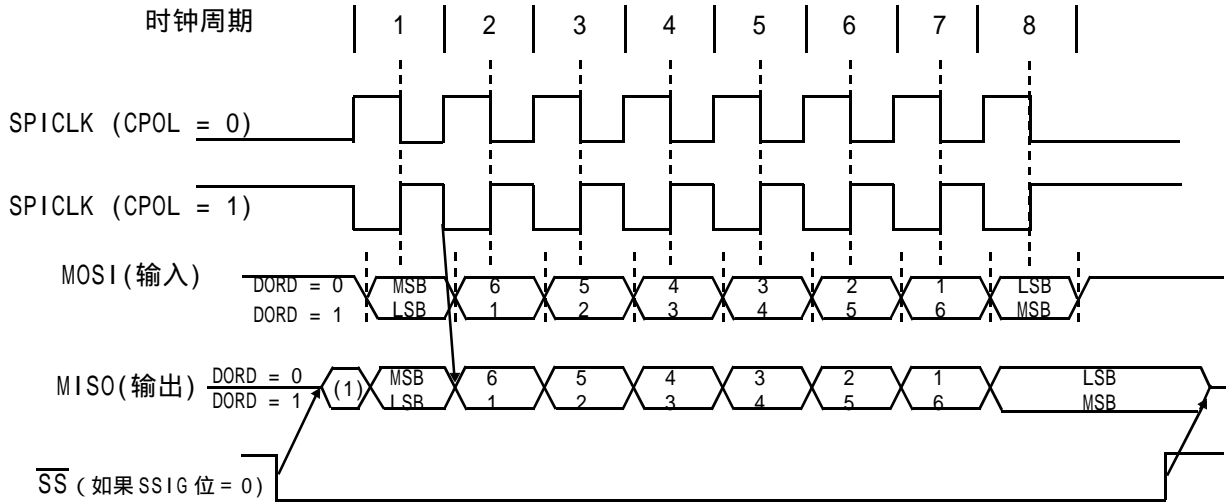 时钟周期 1 2 3 4 5 6 7 8
SPICLK (CPOL = 0)
SPICLK (CPOL = 1)
MOSI(输入)
DORD = 0 MSB 6 5 4 3 2 1 LSB
DORD = 1 LSB 1 2 3 4 5 6 MSB
MISO(输出)
DORD = 0 (1) MSB 6 5 4 3 2 1 LSB
DORD = 1 LSB 1 2 3 4 5 6 MSB
SS (如果 SSIG 位 = 0)